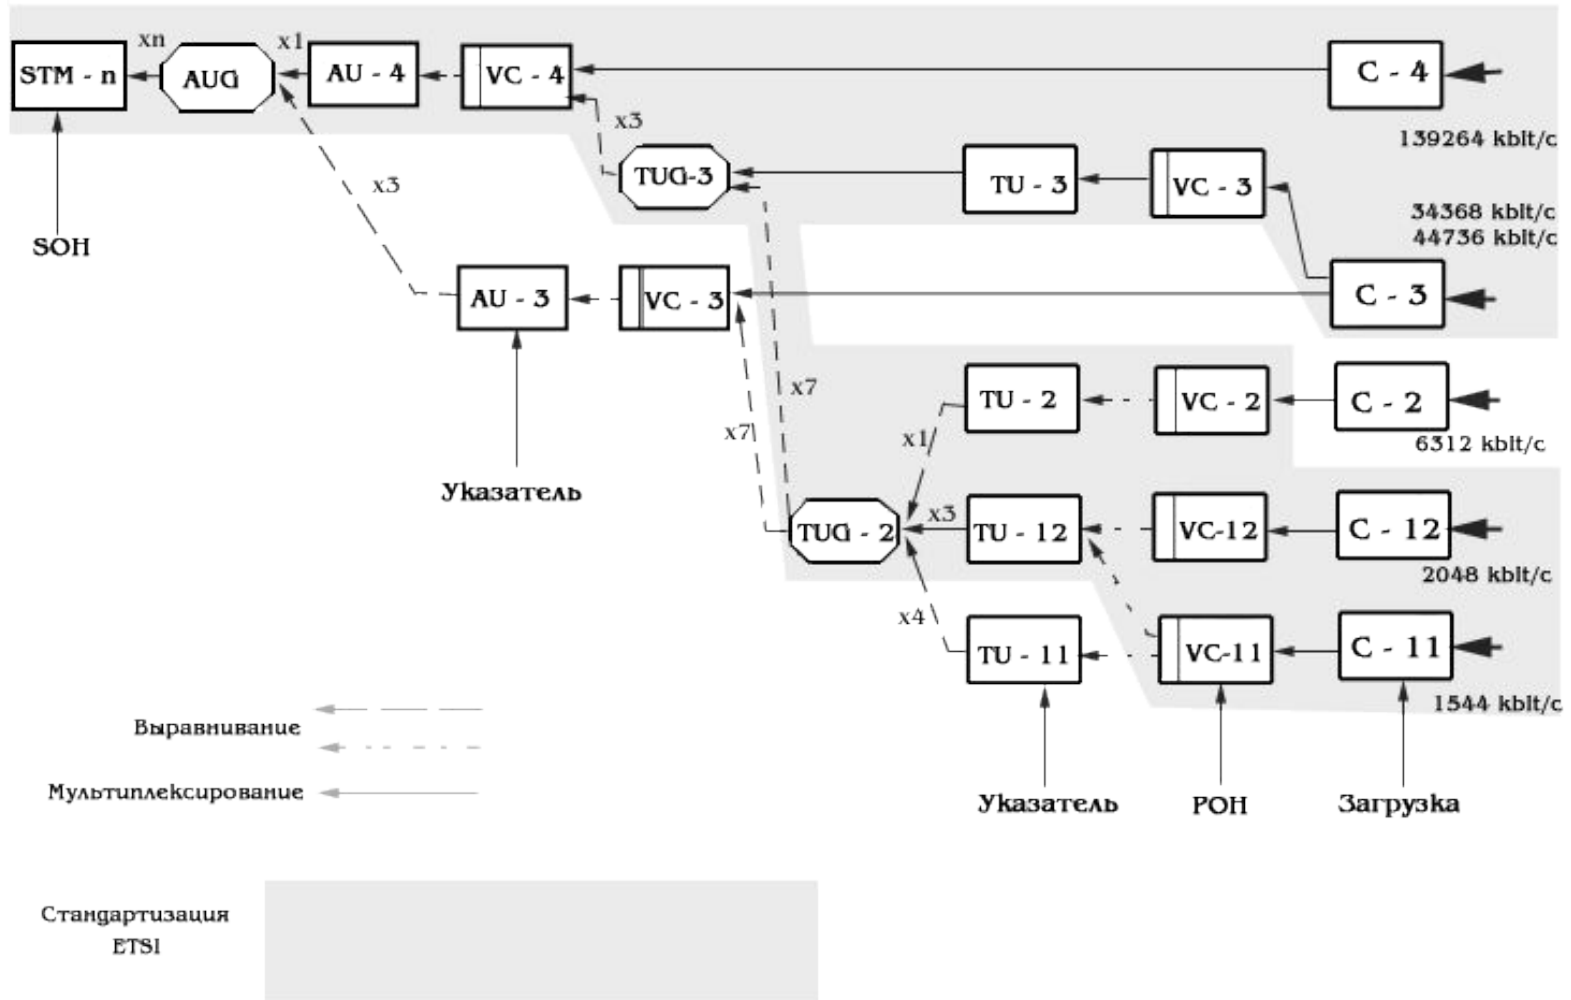 xn
x1
STM - n
AUG
AU - 4
VC - 4
C - 4
139264 kbit/c
x3
TUG-3
TU - 3
VC - 3
34368 kbit/c
44736 kbit/c
x3
SOH
AU - 3
VC - 3
C - 3
x7
x7
TU - 2
VC - 2
C - 2
6312 kbit/c
x1
Указатель
x3
TUG - 2
TU - 12
VC-12
C - 12
2048 kbit/c
x4
TU - 11
VC-11
C - 11
1544 kbit/c
Выравнивание
Мультиплексирование
Указатель
POH
Загрузка
Стандартизация
ETSI